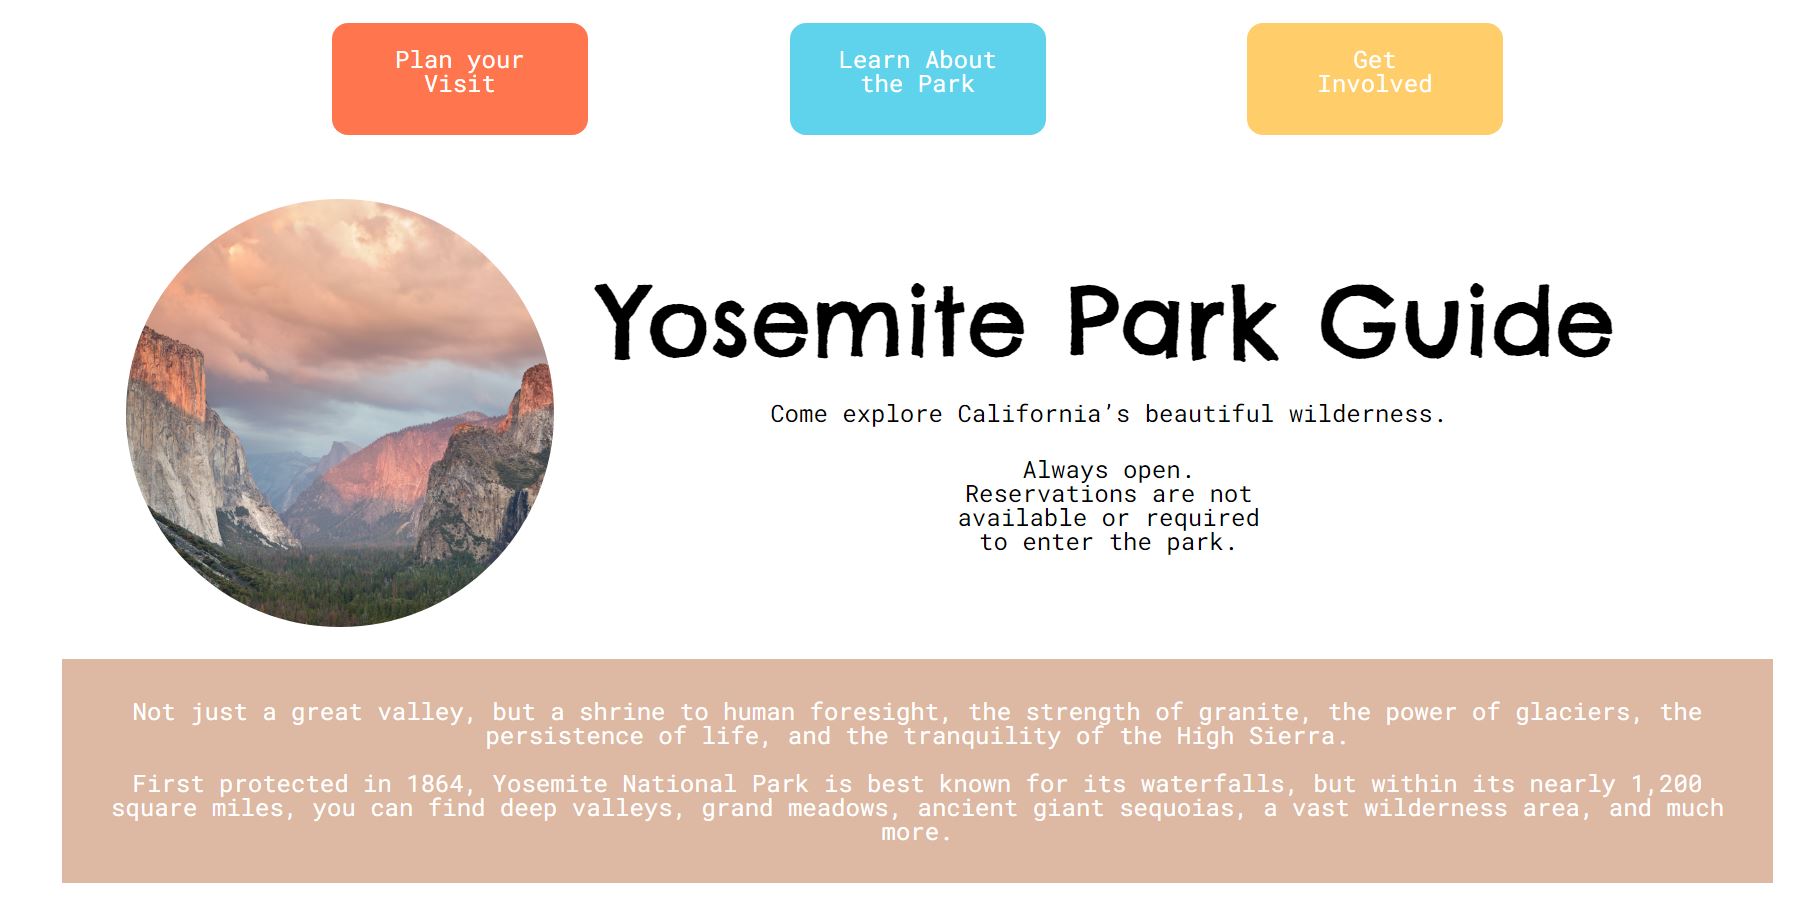 Plan your
Visit
Learn About
the Park
Get
Involved
Yosemite Park Guide
Come explore California’s beautiful wilderness.
Always open.
Reservations are not
available or required
to enter the park.
Not just a great valley, but a shrine to human foresight, the strength of granite, the power of glaciers, the
persistence of life, and the tranquility of the High Sierra.
First protected in 1864, Yosemite National Park is best known for its waterfalls, but within its nearly 1,200
square miles, you can find deep valleys, grand meadows, ancient giant sequoias, a vast wilderness area, and much
more.